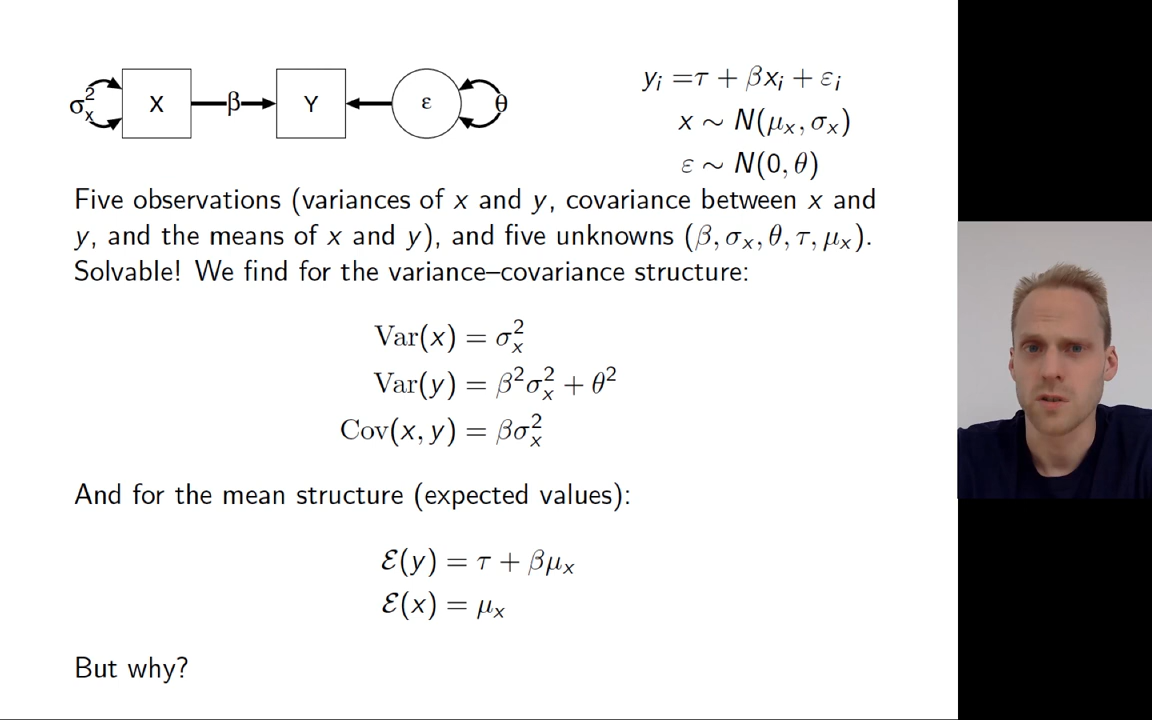 σ²ₓ X β Y ε θ
yᵢ =τ + βxᵢ + εᵢ
x ∼ N(μₓ, σₓ)
ε ∼ N(0, θ)
Five observations (variances of x and y, covariance between x and
y, and the means of x and y), and five unknowns (β, σₓ, θ, τ, μₓ).
Solvable! We find for the variance–covariance structure:
Var(x) = σ²ₓ
Var(y) = β²σ²ₓ + θ²
Cov(x, y) = βσ²ₓ
And for the mean structure (expected values):
ℰ(y) = τ + βμₓ
ℰ(x) = μₓ
But why?